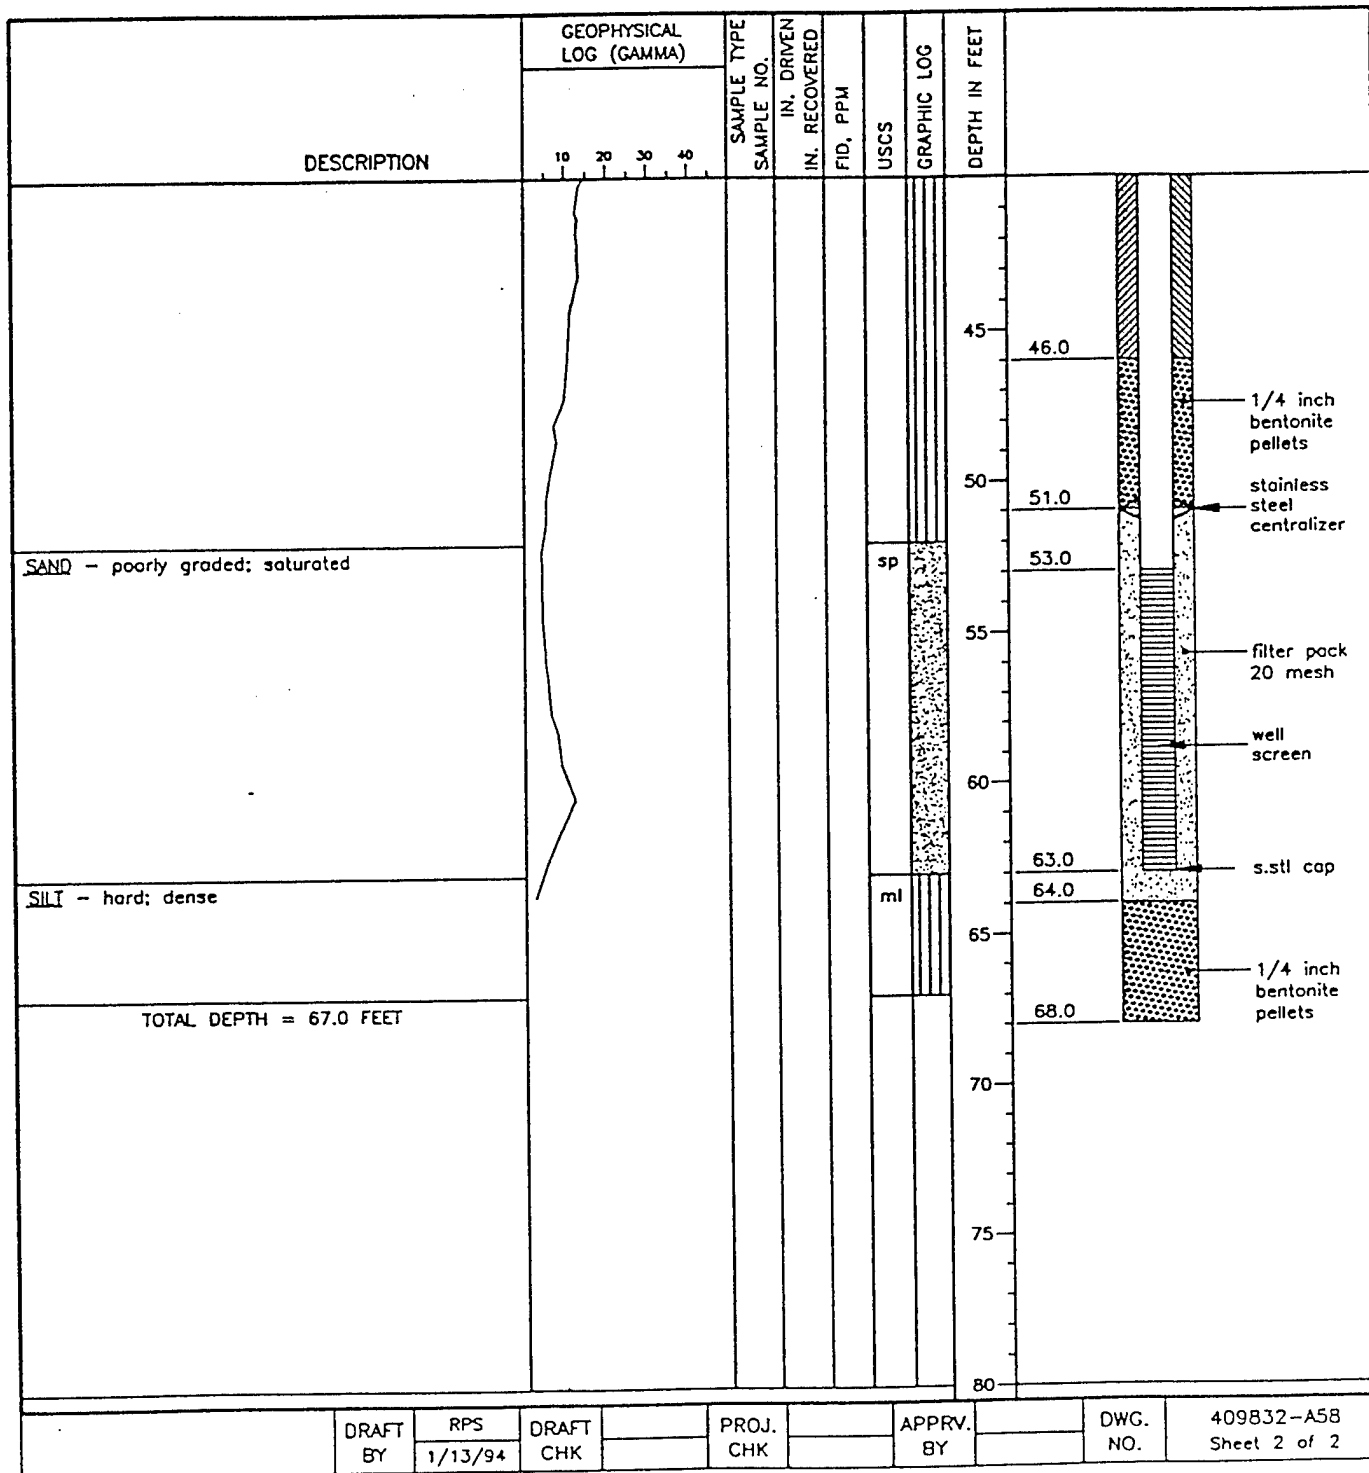 DESCRIPTION
GEOPHYSICAL
LOG (GAMMA)
10 20 30 40
SAMPLE TYPE
SAMPLE NO.
IN. DRIVEN
IN. RECOVERED
FID, PPM
USCS
GRAPHIC LOG
DEPTH IN FEET
45
46.0
1/4 inch
bentonite
pellets
50
51.0
stainless
steel
centralizer
SAND - poorly graded; saturated
sp
53.0
55
filter pack
20 mesh
well
screen
60
63.0
s.stl cap
SILT - hard; dense
ml
64.0
65
1/4 inch
bentonite
pellets
68.0
TOTAL DEPTH = 67.0 FEET
70
75
80
DRAFT
BY
RPS
1/13/94
DRAFT
CHK
PROJ.
CHK
APPRV.
BY
DWG.
NO.
409832-A58
Sheet 2 of 2